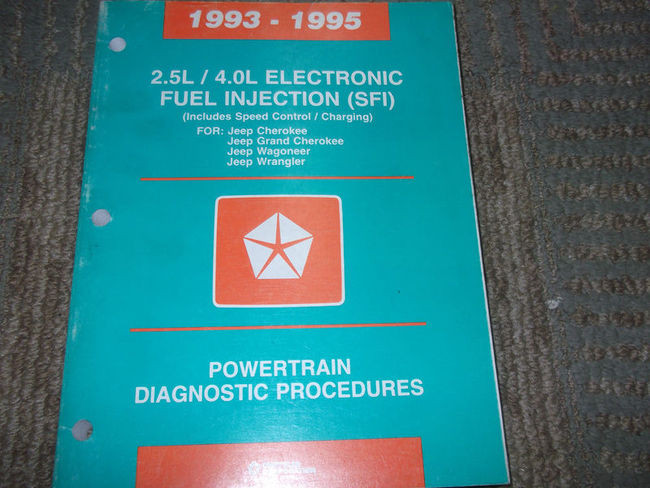 1993 - 1995
2.5L / 4.0L ELECTRONIC
FUEL INJECTION (SFI)
(Includes Speed Control / Charging)
FOR: Jeep Cherokee
Jeep Grand Cherokee
Jeep Wagoneer
Jeep Wrangler
POWERTRAIN
DIAGNOSTIC PROCEDURES